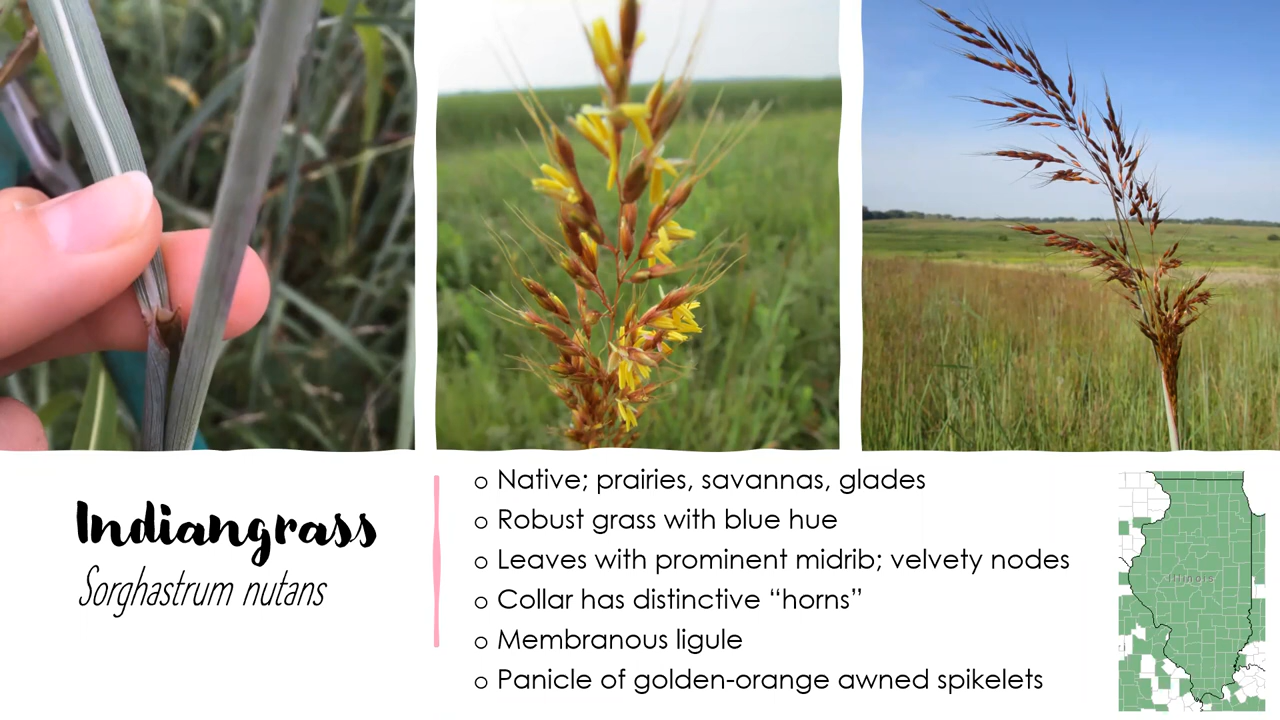 Indiangrass
Sorghastrum nutans
o Native; prairies, savannas, glades
o Robust grass with blue hue
o Leaves with prominent midrib; velvety nodes
o Collar has distinctive “horns”
o Membranous ligule
o Panicle of golden-orange awned spikelets
Illinois